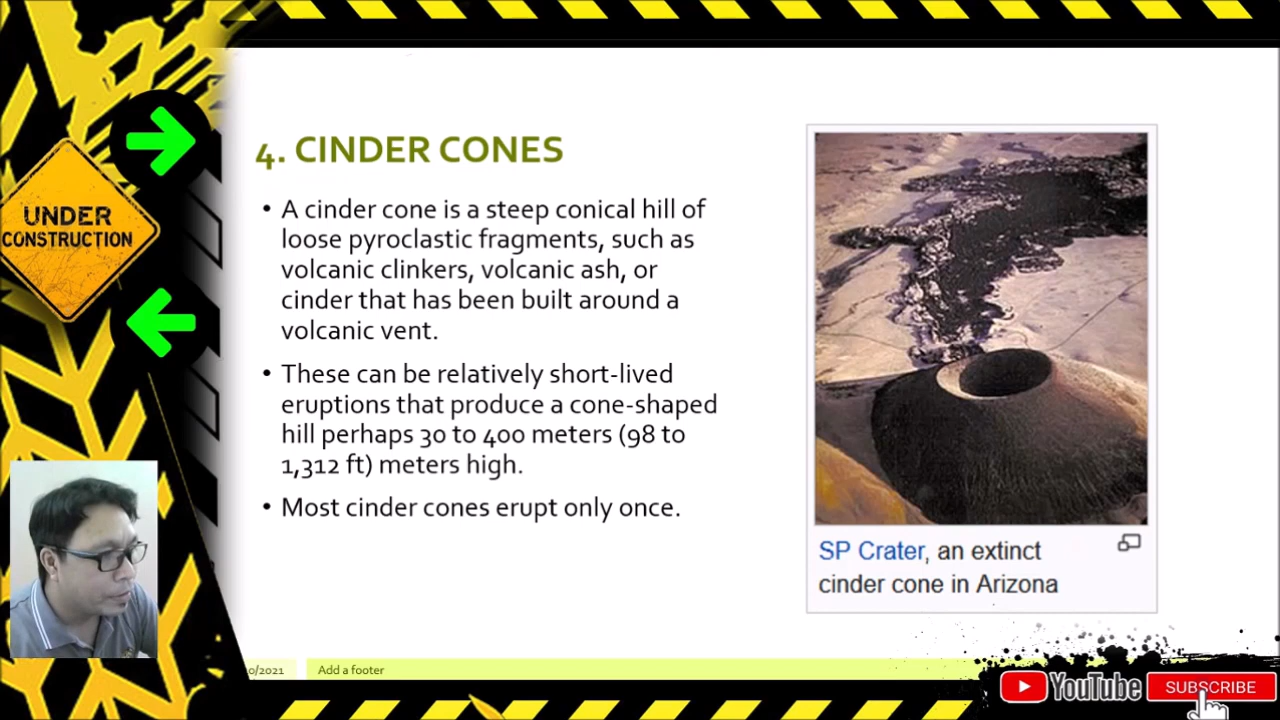 UNDER
CONSTRUCTION
4. CINDER CONES
• A cinder cone is a steep conical hill of
loose pyroclastic fragments, such as
volcanic clinkers, volcanic ash, or
cinder that has been built around a
volcanic vent.
• These can be relatively short-lived
eruptions that produce a cone-shaped
hill perhaps 30 to 400 meters (98 to
1,312 ft) meters high.
• Most cinder cones erupt only once.
SP Crater, an extinct
cinder cone in Arizona
0/2021
Add a footer
YouTube
SUBSCRIBE